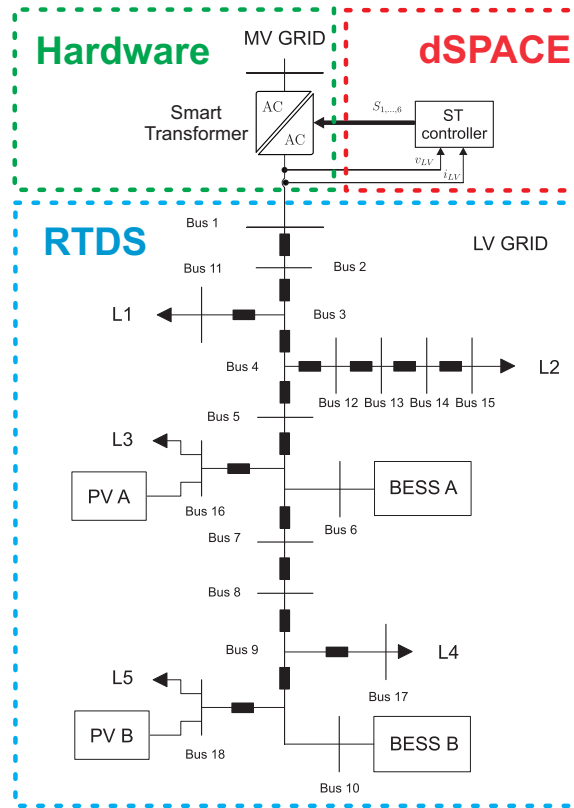 Hardware
dSPACE
MV GRID
Smart
Transformer
AC
AC
S1,...,6
ST
controller
vLV
iLV
RTDS
LV GRID
Bus 1
Bus 2
Bus 11
L1
Bus 3
Bus 4
L2
Bus 12
Bus 13
Bus 14
Bus 15
Bus 5
L3
PV A
Bus 16
BESS A
Bus 6
Bus 7
Bus 8
Bus 9
L4
Bus 17
L5
PV B
Bus 18
BESS B
Bus 10